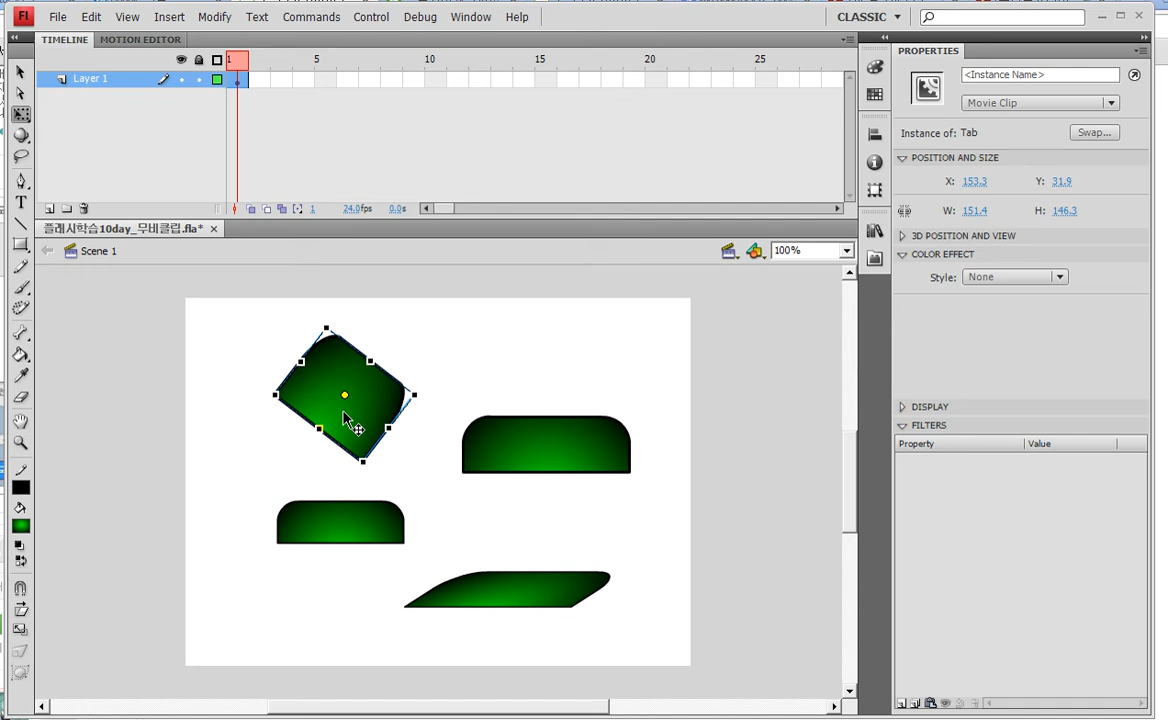 Fl File Edit View Insert Modify Text Commands Control Debug Window Help CLASSIC
TIMELINE MOTION EDITOR
1 5 10 15 20 25
Layer 1
1 24.0fps 0.0s
플래시학습10day_무비클립.fla*
Scene 1 100%
PROPERTIES
<Instance Name>
Movie Clip
Instance of: Tab Swap...
POSITION AND SIZE
X: 153.3 Y: 31.9
W: 151.4 H: 146.3
3D POSITION AND VIEW
COLOR EFFECT
Style: None
DISPLAY
FILTERS
Property Value